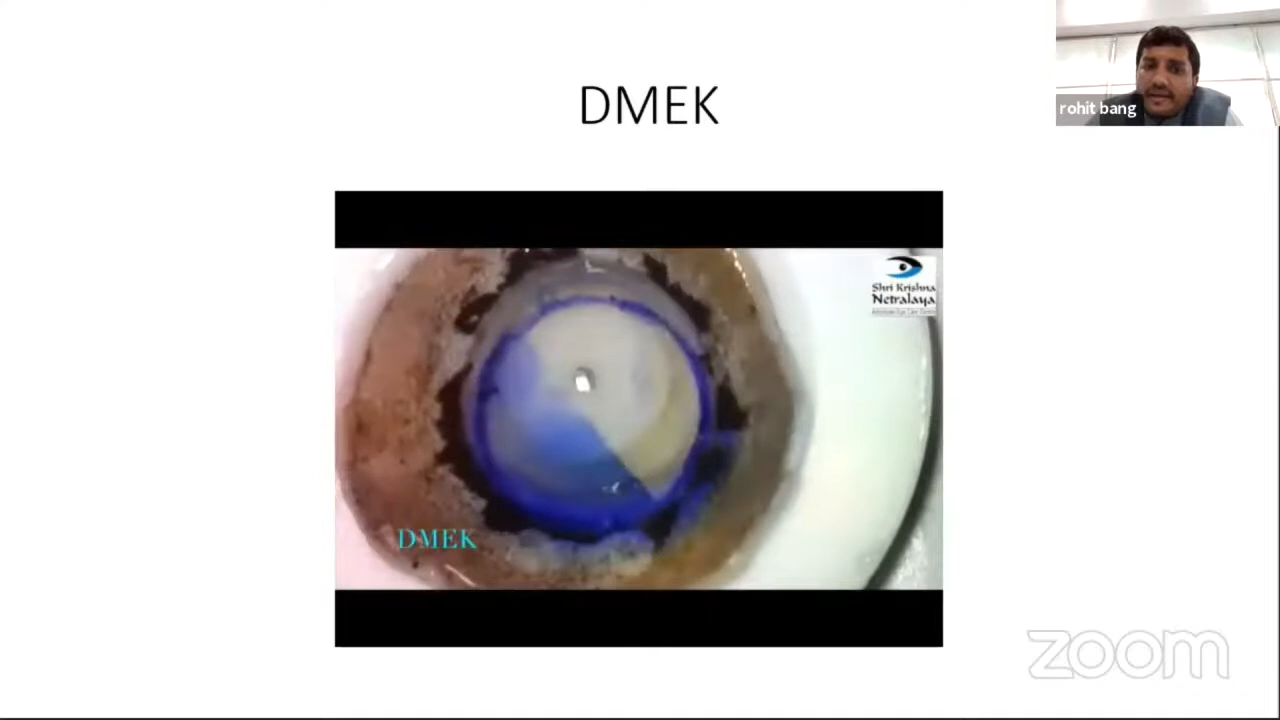 DMEK
rohit bang
Shri Krishna
Netralaya
DMEK
zoom